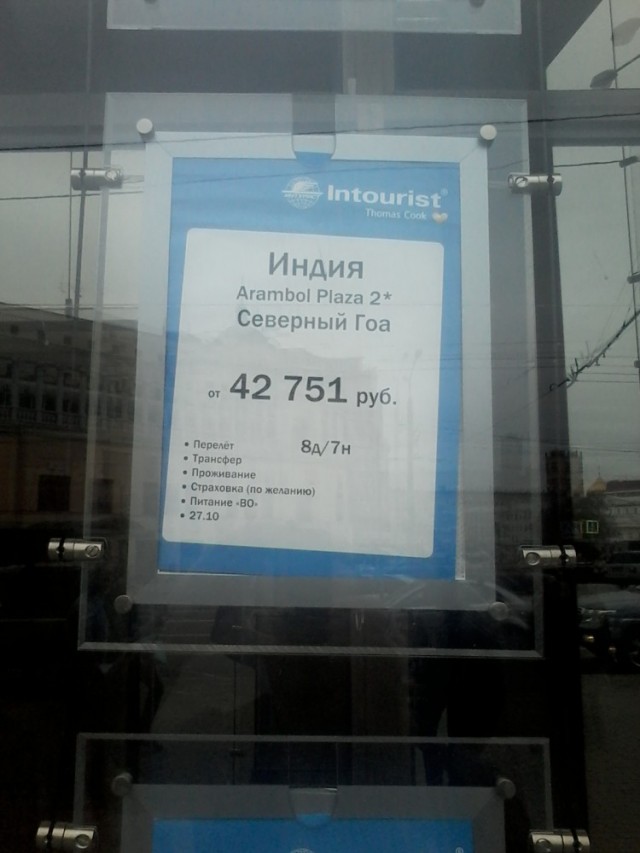 Intourist®
Thomas Cook
Индия
Arambol Plaza 2*
Северный Гоа
от 42 751 руб.
8д/7н
• Перелёт
• Трансфер
• Проживание
• Страховка (по желанию)
• Питание «BO»
• 27.10